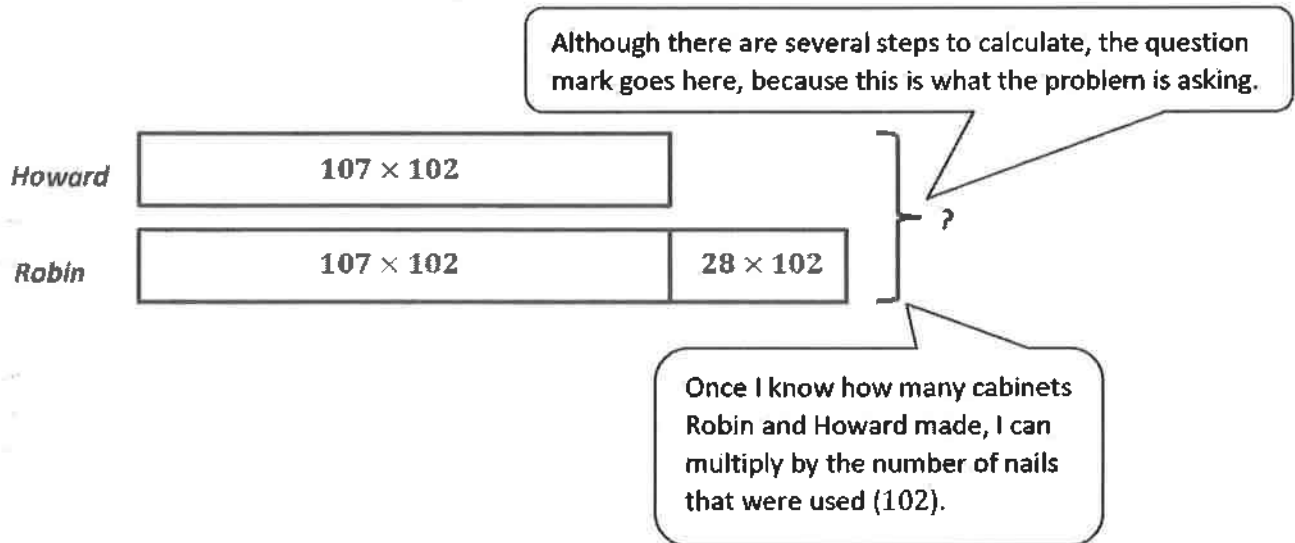 Although there are several steps to calculate, the question
mark goes here, because this is what the problem is asking.
Howard
107 × 102
?
Robin
107 × 102
28 × 102
Once I know how many cabinets
Robin and Howard made, I can
multiply by the number of nails
that were used (102).